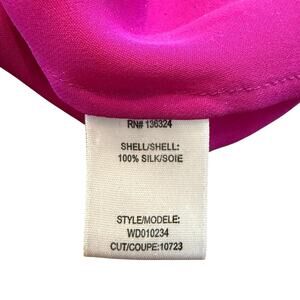 RN# 136324
SHELL/SHELL:
100% SILK/SOIE
STYLE/MODELE:
WD010234
CUT/COUPE:10723